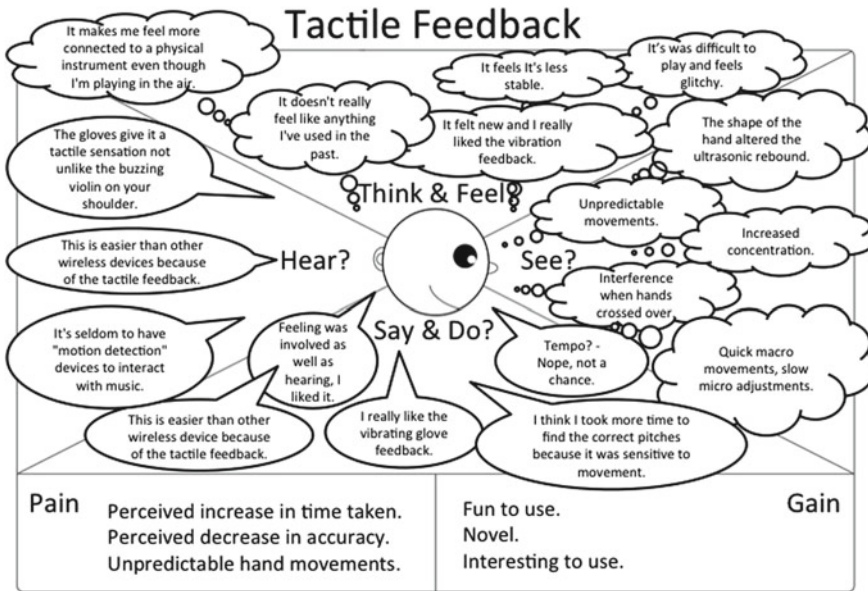 Tactile Feedback
It makes me feel more
connected to a physical
instrument even though
I'm playing in the air.
It doesn't really
feel like anything
I've used in the
past.
It feels It's less
stable.
It's was difficult to
play and feels
glitchy.
It felt new and I really
liked the vibration
feedback.
The shape of the
hand altered the
ultrasonic rebound.
The gloves give it a
tactile sensation not
unlike the buzzing
violin on your
shoulder.
Think & Feel?
Unpredictable
movements.
Increased
concentration.
This is easier than other
wireless devices because
of the tactile feedback.
Hear?
See?
Interference
when hands
crossed over.
It's seldom to have
"motion detection"
devices to interact
with music.
Feeling was
involved as
well as
hearing, I
liked it.
Say & Do?
Tempo? -
Nope, not a
chance.
Quick macro
movements, slow
micro adjustments.
This is easier than other
wireless device because
of the tactile feedback.
I really like the
vibrating glove
feedback.
I think I took more time to
find the correct pitches
because it was sensitive to
movement.
Pain
Perceived increase in time taken.
Perceived decrease in accuracy.
Unpredictable hand movements.
Gain
Fun to use.
Novel.
Interesting to use.